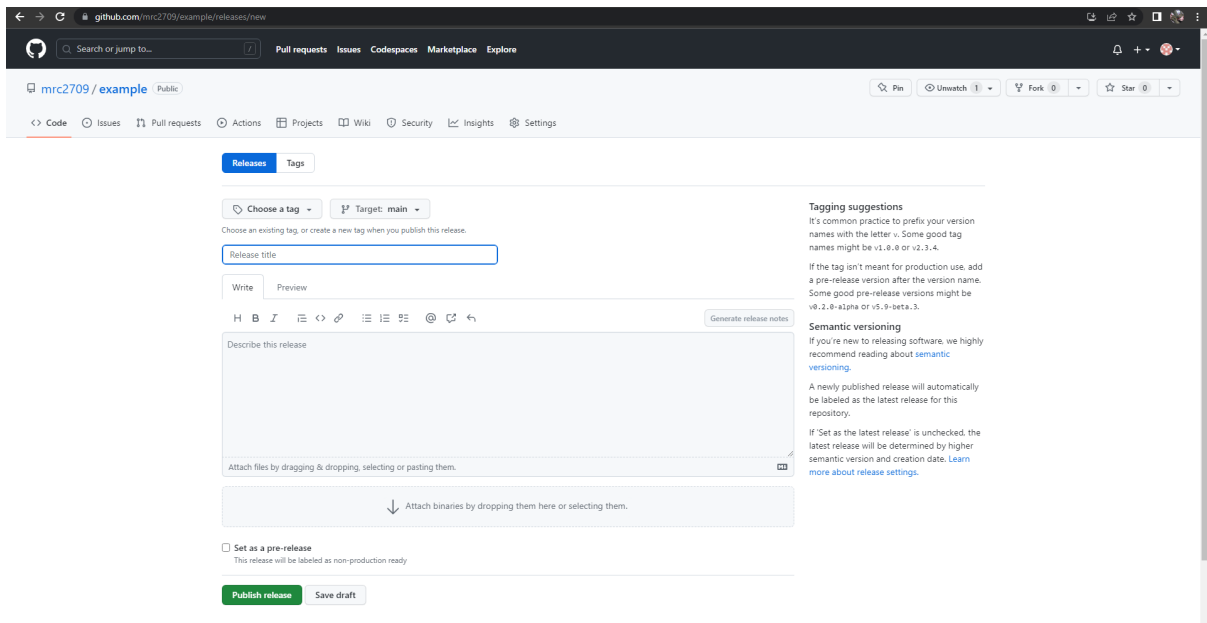 github.com/mrc2709/example/releases/new
Search or jump to... /
Pull requests Issues Codespaces Marketplace Explore
mrc2709 / example Public
Pin Unwatch 1 Fork 0 Star 0
Code Issues Pull requests Actions Projects Wiki Security Insights Settings
Releases Tags
Choose a tag Target: main
Choose an existing tag, or create a new tag when you publish this release.
Release title
Write Preview
H B I
Generate release notes
Describe this release
Attach files by dragging & dropping, selecting or pasting them.
Attach binaries by dropping them here or selecting them.
Set as a pre-release
This release will be labeled as non-production ready
Publish release Save draft
Tagging suggestions
It's common practice to prefix your version
names with the letter v. Some good tag
names might be v1.0.0 or v2.3.4.
If the tag isn't meant for production use, add
a pre-release version after the version name.
Some good pre-release versions might be
v0.2.0-alpha or v5.9-beta.3.
Semantic versioning
If you're new to releasing software, we highly
recommend reading about semantic
versioning.
A newly published release will automatically
be labeled as the latest release for this
repository.
If 'Set as the latest release' is unchecked, the
latest release will be determined by higher
semantic version and creation date. Learn
more about release settings.